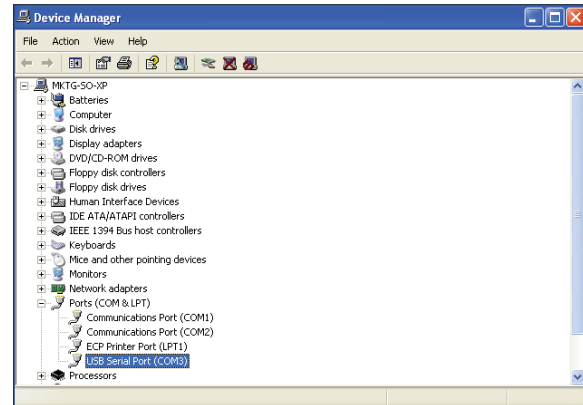 Device Manager
File Action View Help
MKTG-SO-XP
Batteries
Computer
Disk drives
Display adapters
DVD/CD-ROM drives
Floppy disk controllers
Floppy disk drives
Human Interface Devices
IDE ATA/ATAPI controllers
IEEE 1394 Bus host controllers
Keyboards
Mice and other pointing devices
Monitors
Network adapters
Ports (COM & LPT)
Communications Port (COM1)
Communications Port (COM2)
ECP Printer Port (LPT1)
USB Serial Port (COM3)
Processors